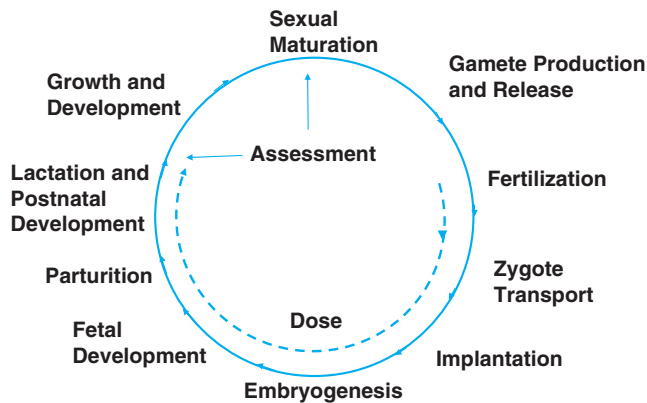 Sexual
Maturation
Gamete Production
and Release
Growth and
Development
Assessment
Lactation and
Postnatal
Development
Fertilization
Parturition
Zygote
Transport
Dose
Fetal
Development
Implantation
Embryogenesis